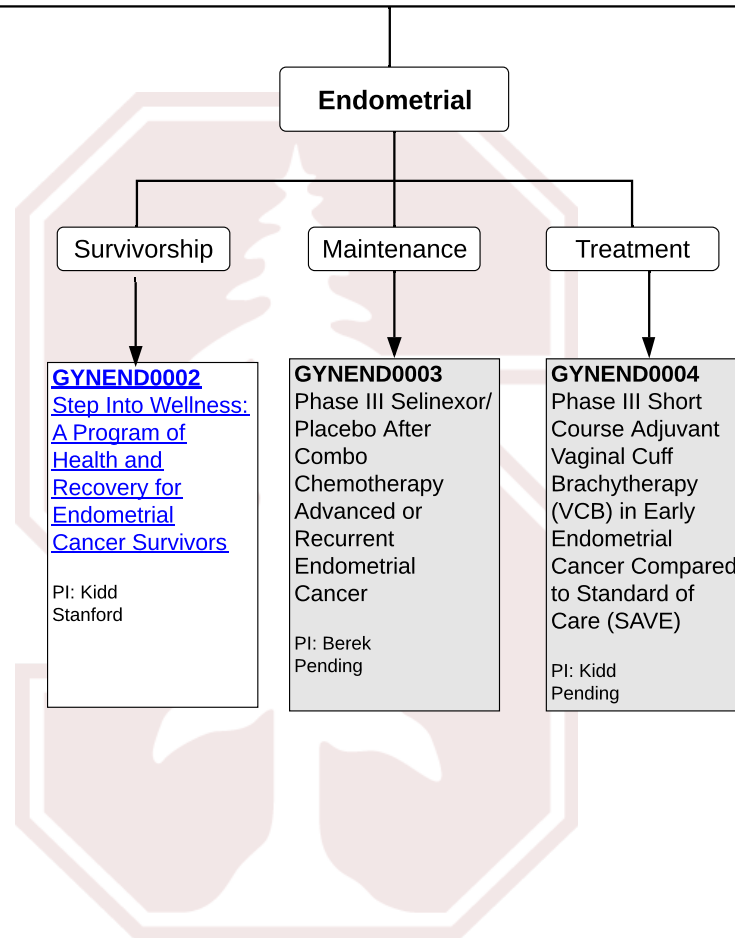 Endometrial
Survivorship
Maintenance
Treatment
GYNEND0002
Step Into Wellness:
A Program of
Health and
Recovery for
Endometrial
Cancer Survivors
PI: Kidd
Stanford
GYNEND0003
Phase III Selinexor/
Placebo After
Combo
Chemotherapy
Advanced or
Recurrent
Endometrial
Cancer
PI: Berek
Pending
GYNEND0004
Phase III Short
Course Adjuvant
Vaginal Cuff
Brachytherapy
(VCB) in Early
Endometrial
Cancer Compared
to Standard of
Care (SAVE)
PI: Kidd
Pending